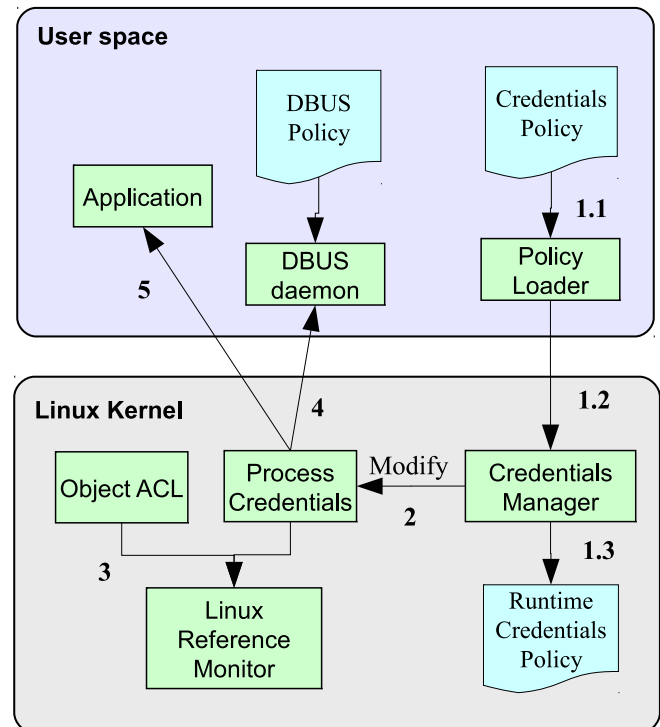 User space
DBUS
Policy
Credentials
Policy
1.1
Application
DBUS
daemon
Policy
Loader
5
4
1.2
Linux Kernel
Object ACL
Process
Credentials
Modify
2
Credentials
Manager
3
1.3
Linux
Reference
Monitor
Runtime
Credentials
Policy